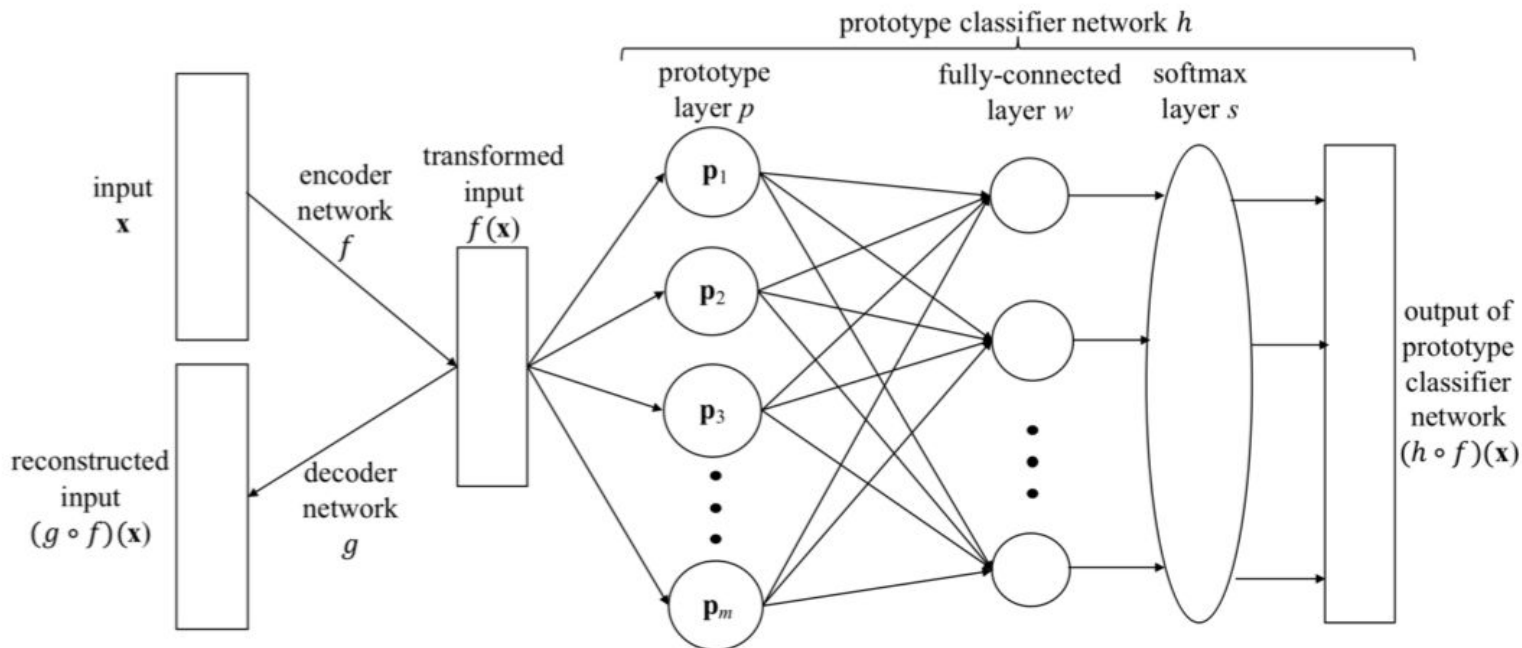 prototype classifier network h
prototype
layer p
fully-connected
layer w
softmax
layer s
input
x
encoder
network
f
transformed
input
f(x)
p₁
p₂
p₃
pₘ
reconstructed
input
(g ∘ f)(x)
decoder
network
g
output of
prototype
classifier
network
(h ∘ f)(x)